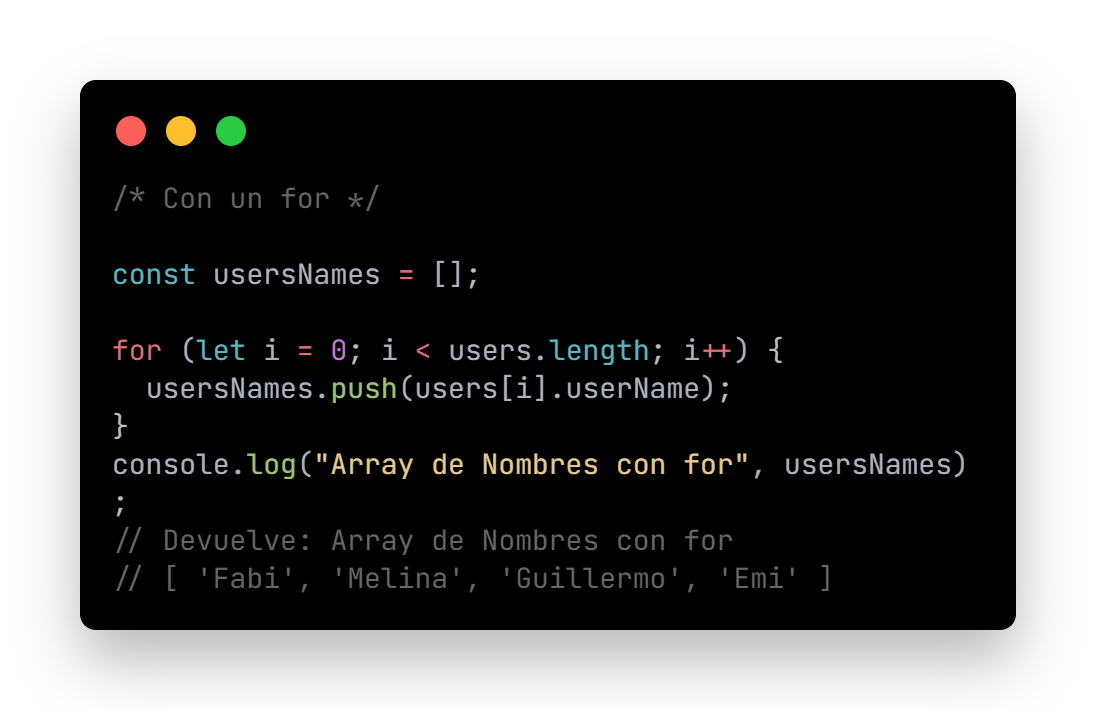 /* Con un for */
const usersNames = [];
for (let i = 0; i < users.length; i++) {
  usersNames.push(users[i].userName);
}
console.log("Array de Nombres con for", usersNames)
;
// Devuelve: Array de Nombres con for
// [ 'Fabi', 'Melina', 'Guillermo', 'Emi' ]